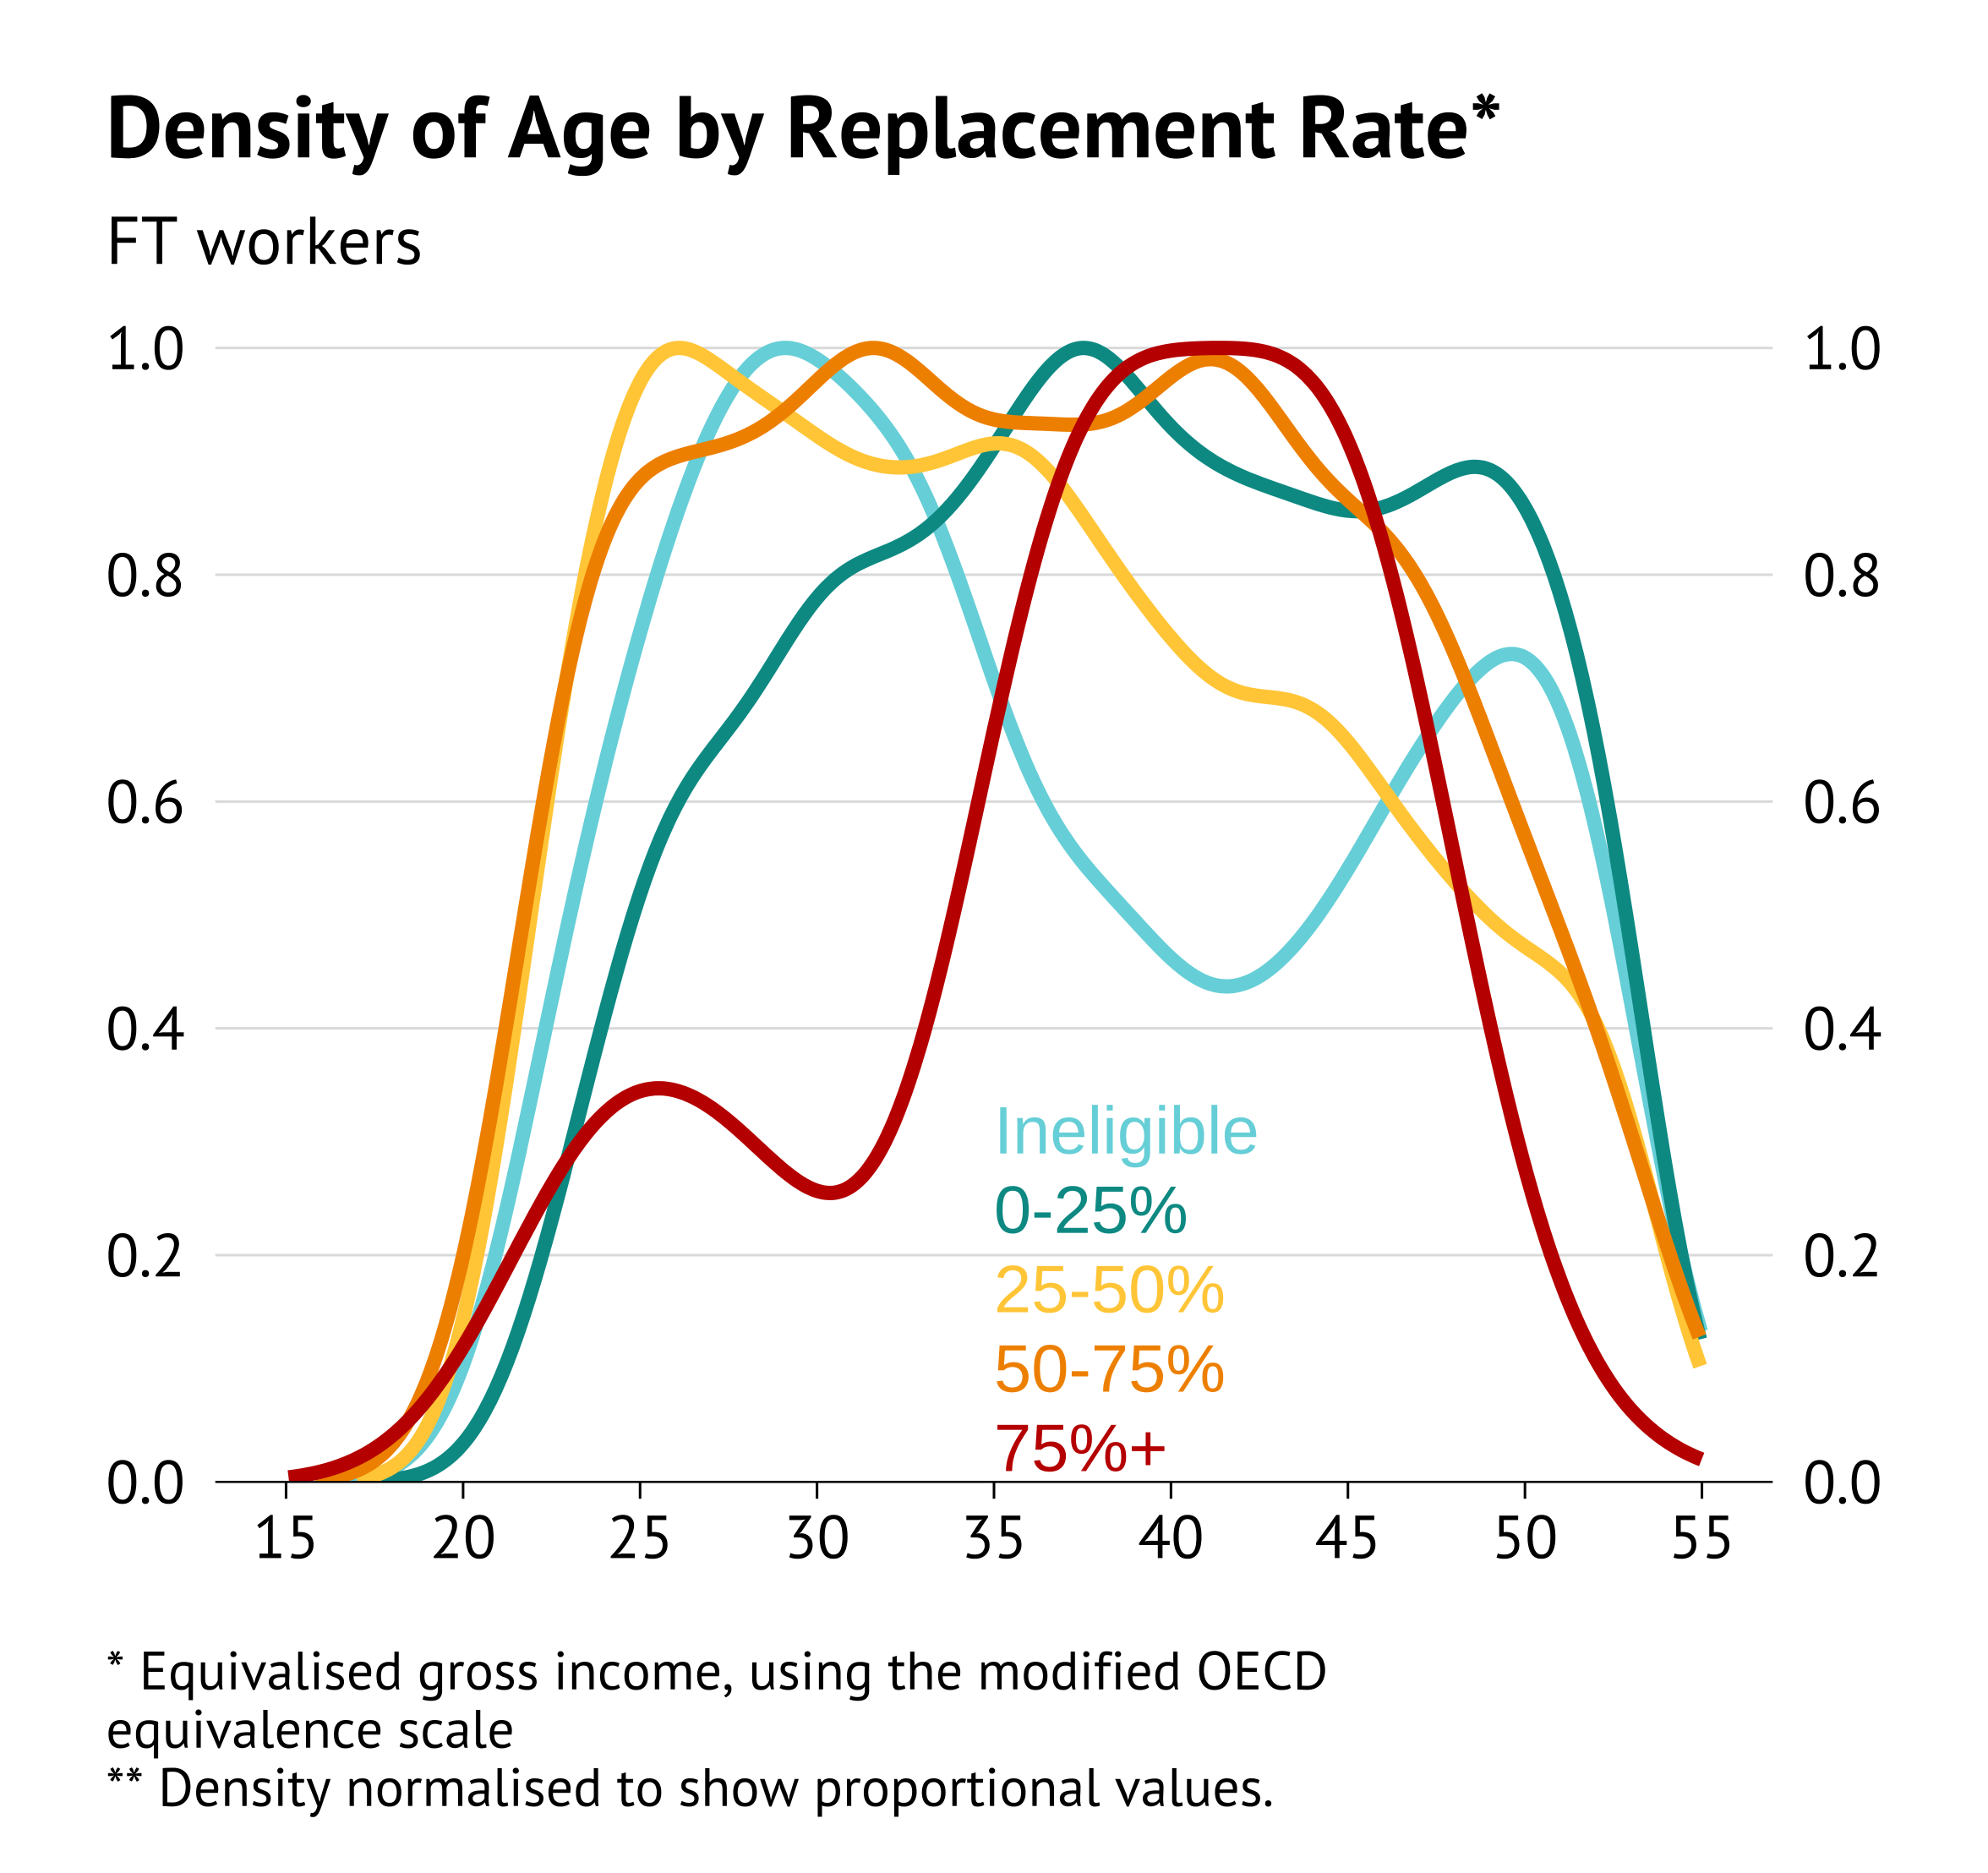 Density of Age by Replacement Rate*
FT workers
1.0 1.0
0.8 0.8
0.6 0.6
0.4 0.4
Ineligible
0-25%
0.2 0.2
25-50%
50-75%
75%+
0.0 0.0
15 20 25 30 35 40 45 50 55
* Equivalised gross income, using the modified OECD
equivalence scale
** Density normalised to show proportional values.